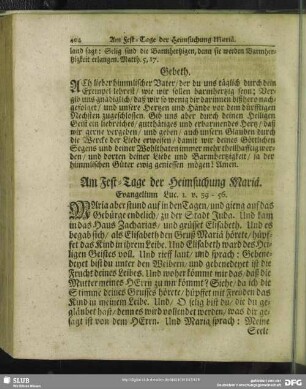 404 Am Fest-Tage der Heimsuchung Mariä.
land sagt: Selig sind die Barmhertzigen, denn sie werden Barmher-
tzigkeit erlangen. Matth. 5.
Gebeth.
ACh lieber himmlischer Vater, der du uns täglich durch dein
Exempel lehrest, wie wir sollen barmhertzig seyn; Ver-
gieb uns gnädiglich, daß wir so wenig dir darinnen bißher nach-
gefolget, und unsere Hertzen und Hände vor dem dürfftigen
Nechsten zugeschlossen. Gib uns aber durch deinen Heiligen
Geist ein liebreiches, gutthätiges und erbarmendes Hertz, daß
wir gerne vergeben, und geben, auch unsern Glauben durch
die Wercke der Liebe erweisen, damit wir deines Göttlichen
Segens und deiner Wohlthaten immer mehr theilhafftig wer-
den, und dorten deiner Liebe und Barmhertzigkeit, ja der
himmlischen Güter ewig geniessen mögen! Amen.
Am Fest-Tage der Heimsuchung Mariä.
Evangelium Luc. 1. v. 39 - 56.
MAria aber stund auf in den Tagen, und gieng auf das
Gebürge endelich, zu der Stadt Juda. Und kam
in das Haus Zacharias, und grüsset Elisabeth. Und es
begab sich, als Elisabeth den Gruß Mariä hörete, hüpf-
fet das Kind in ihrem Leibe. Und Elisabeth ward des Hei-
ligen Geistes voll. Und rieff laut, und sprach: Gebene-
deyet bist du unter den Weibern, und gebenedeyet ist die
Frucht deines Leibes. Und woher kömmt mir das, daß die
Mutter meines HErrn zu mir kommt? Siehe, da ich die
Stimme deines Grusses hörete, hüpffete mit Freuden das
Kind in meinem Leibe. Und, O selig bist du, die du ge-
gläubet hast, denn es wird vollendet werden, was dir ge-
sagt ist von dem HErrn. Und Maria sprach: Meine
Seele
SLUB
DFG